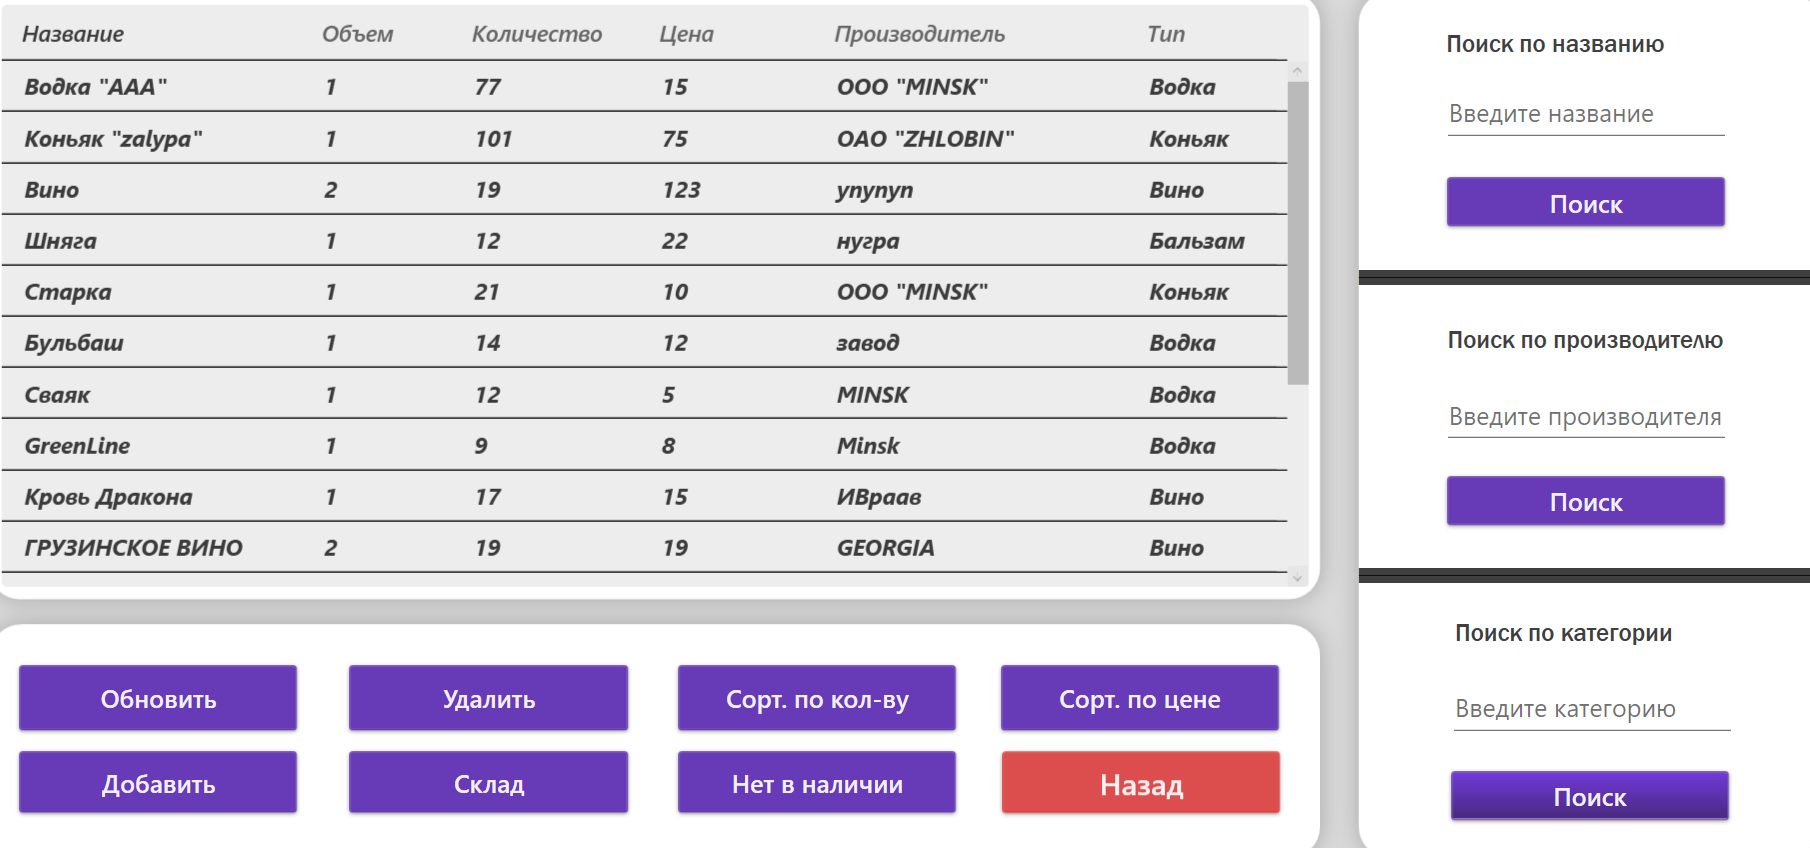 Название Объем Количество Цена Производитель Тип
Водка "ААА" 1 77 15 ООО "MINSK" Водка
Коньяк "zalypa" 1 101 75 ОАО "ZHLOBIN" Коньяк
Вино 2 19 123 упупуп Вино
Шняга 1 12 22 нугра Бальзам
Старка 1 21 10 ООО "MINSK" Коньяк
Бульбаш 1 14 12 завод Водка
Сваяк 1 12 5 MINSK Водка
GreenLine 1 9 8 Minsk Водка
Кровь Дракона 1 17 15 ИВраав Вино
ГРУЗИНСКОЕ ВИНО 2 19 19 GEORGIA Вино
Обновить Удалить Сорт. по кол-ву Сорт. по цене
Добавить Склад Нет в наличии Назад
Поиск по названию
Введите название
Поиск
Поиск по производителю
Введите производителя
Поиск
Поиск по категории
Введите категорию
Поиск